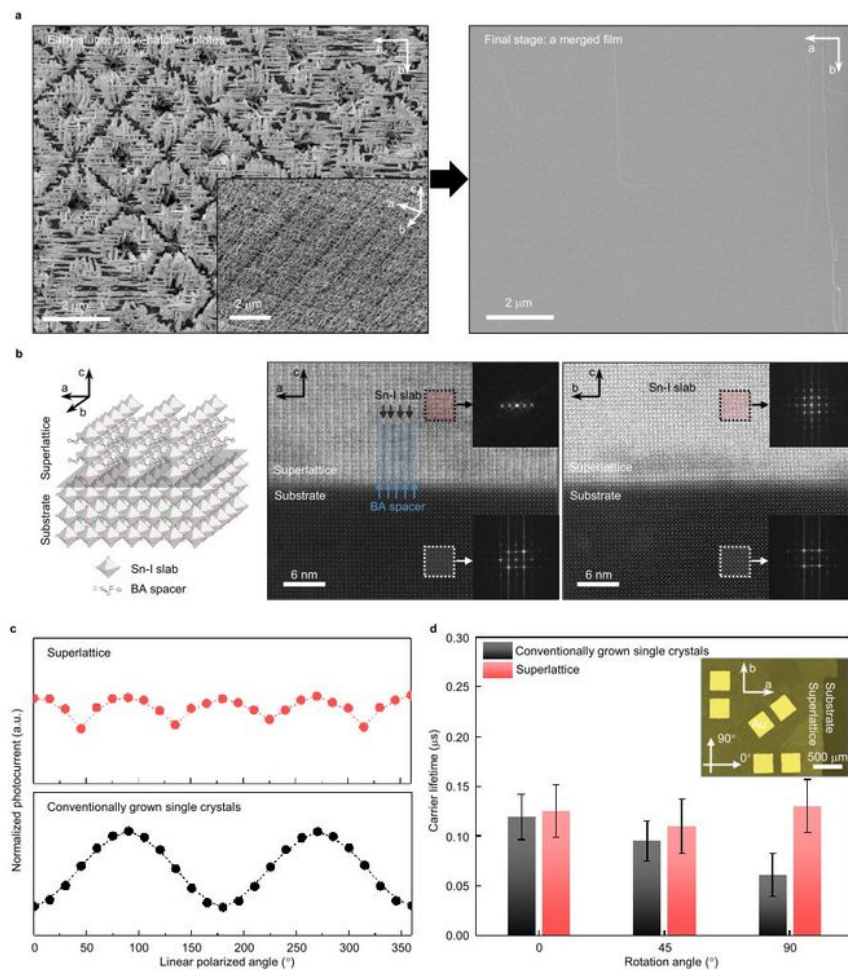 a
Early stage: cross-hatched plates
a
b
2 μm
c
a
b
2 μm
Final stage: a merged film
a
b
2 μm
b
c
a
b
Superlattice
Substrate
Sn-I slab
BA spacer
c
a
Sn-I slab
Superlattice
Substrate
BA spacer
6 nm
c
b
Sn-I slab
Superlattice
Substrate
6 nm
c
Normalized photocurrent (a.u.)
Superlattice
Conventionally grown single crystals
0 50 100 150 200 250 300 350
Linear polarized angle (°)
d
Carrier lifetime (μs)
0.30
0.25
0.20
0.15
0.10
0.05
0.00
Conventionally grown single crystals
Superlattice
b
a
Au
Superlattice
Substrate
90°
0°
500 μm
0 45 90
Rotation angle (°)